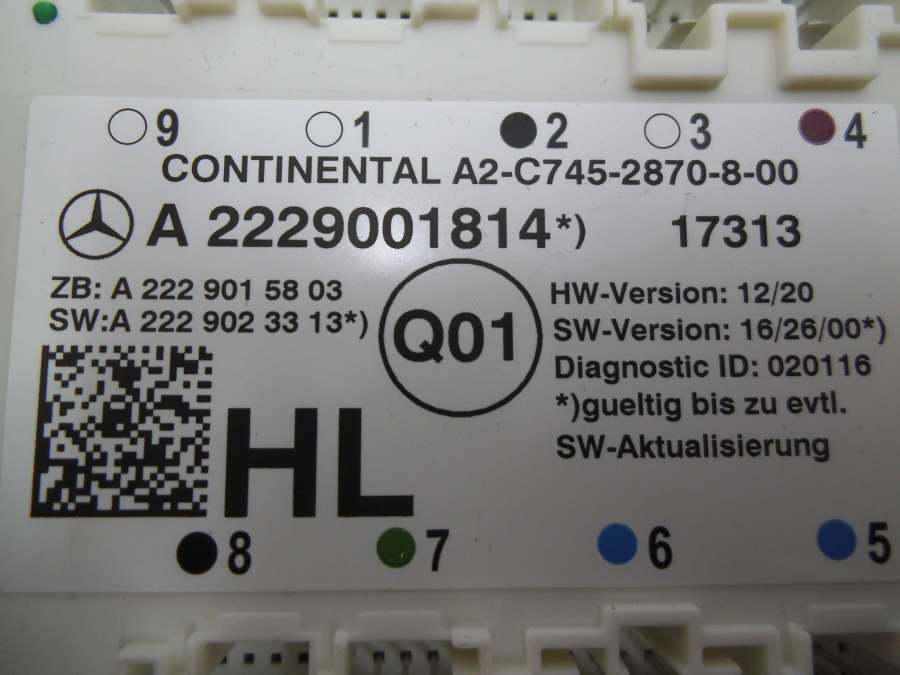 9 1 2 3 4
CONTINENTAL A2-C745-2870-8-00
A 2229001814*) 17313
ZB: A 222 901 58 03
SW:A 222 902 33 13*)
Q01
HW-Version: 12/20
SW-Version: 16/26/00*)
Diagnostic ID: 020116
*)gueltig bis zu evtl.
SW-Aktualisierung
HL
8 7 6 5